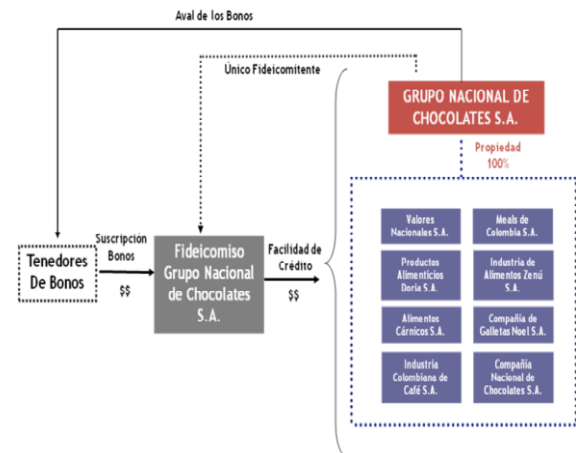 Aval de los Bonos
Único Fideicomitente
GRUPO NACIONAL DE
CHOCOLATES S.A.
Propiedad
100%
Tenedores
De Bonos
Suscripción
Bonos
$$
Fideicomiso
Grupo Nacional
de Chocolates
S.A.
Facilidad de
Crédito
$$
Valores
Nacionales S.A.
Meals de
Colombia S.A.
Productos
Alimenticios
Doria S.A.
Industria de
Alimentos Zenú
S.A.
Alimentos
Cárnicos S.A.
Compañía de
Galletas Noel S.A.
Industria
Colombiana de
Café S.A.
Compañía
Nacional de
Chocolates S.A.